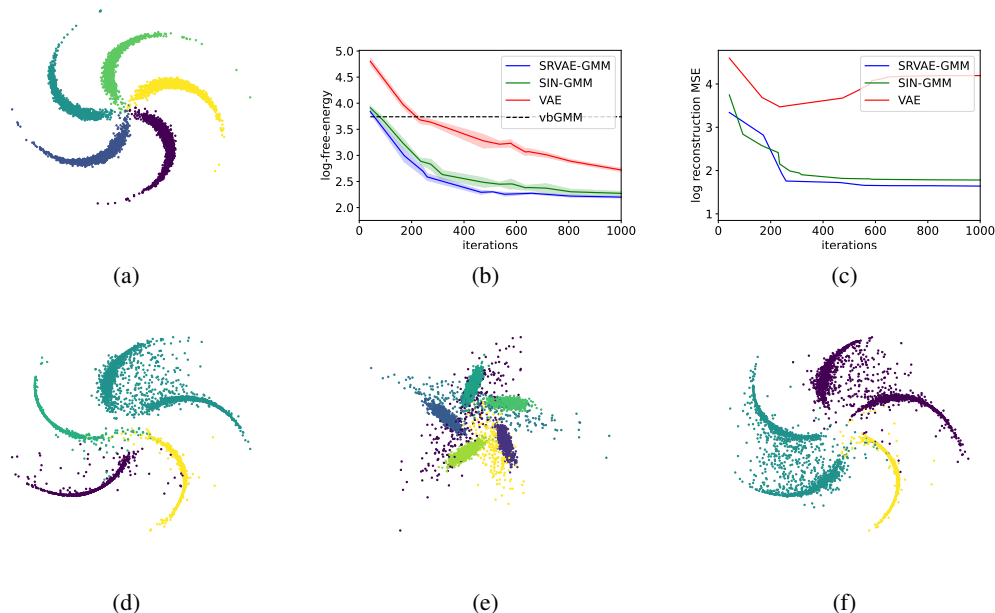 5.0
4.5
4.0
3.5
3.0
2.5
2.0
log-free-energy
0
200
400
600
800
1000
iterations
SRVAE-GMM
SIN-GMM
VAE
vbGMM
4
3
2
1
log reconstruction MSE
0
200
400
600
800
1000
iterations
SRVAE-GMM
SIN-GMM
VAE
(a)
(b)
(c)
(d)
(e)
(f)